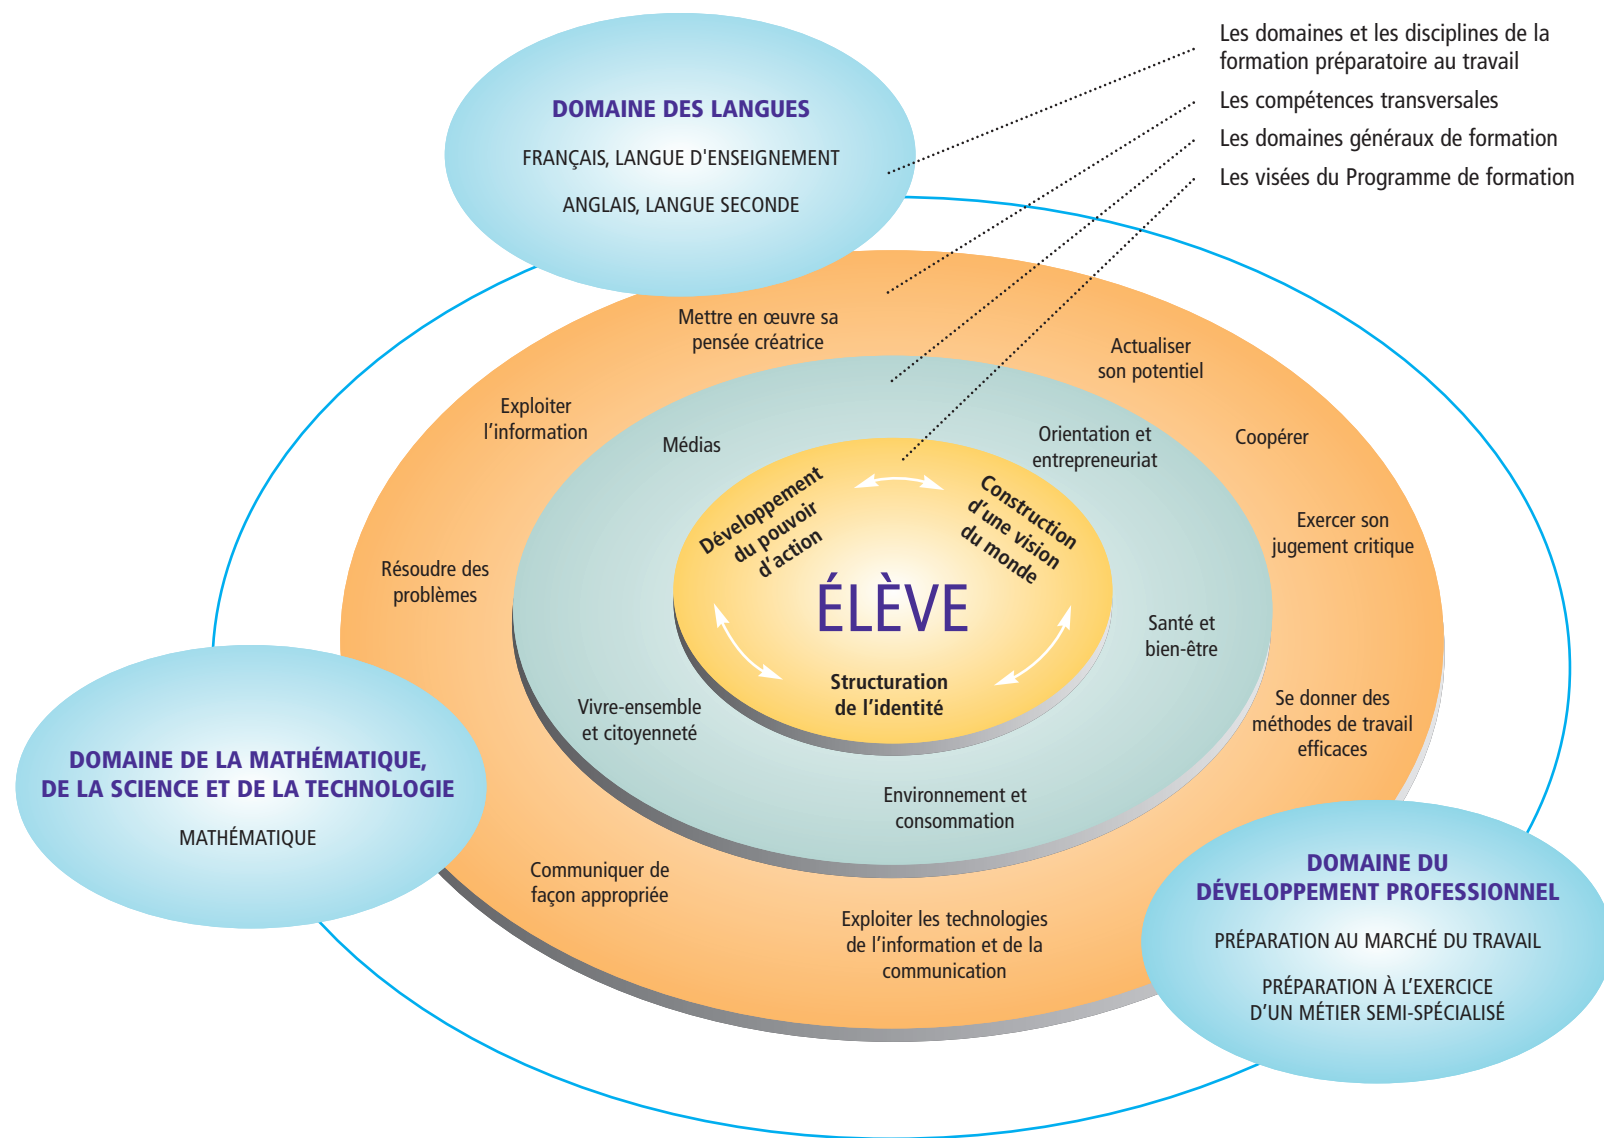 Les domaines et les disciplines de la
formation préparatoire au travail
Les compétences transversales
Les domaines généraux de formation
Les visées du Programme de formation
DOMAINE DES LANGUES
FRANÇAIS, LANGUE D'ENSEIGNEMENT
ANGLAIS, LANGUE SECONDE
Mettre en œuvre sa
pensée créatrice
Actualiser
son potentiel
Exploiter
l’information
Coopérer
Exercer son
jugement critique
Résoudre des
problèmes
Se donner des
méthodes de travail
efficaces
Communiquer de
façon appropriée
Exploiter les technologies
de l’information et de la
communication
Médias
Orientation et
entrepreneuriat
Santé et
bien-être
Vivre-ensemble
et citoyenneté
Environnement et
consommation
Développement
du pouvoir
d’action
Construction
d’une vision
du monde
ÉLÈVE
Structuration
de l’identité
DOMAINE DE LA MATHÉMATIQUE,
DE LA SCIENCE ET DE LA TECHNOLOGIE
MATHÉMATIQUE
DOMAINE DU
DÉVELOPPEMENT PROFESSIONNEL
PRÉPARATION AU MARCHÉ DU TRAVAIL
PRÉPARATION À L’EXERCICE
D’UN MÉTIER SEMI-SPÉCIALISÉ